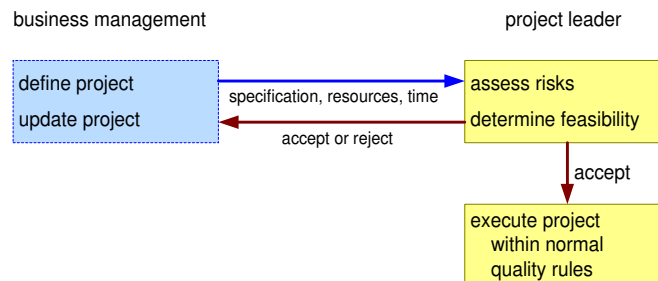 business management
project leader
define project
update project
specification, resources, time
accept or reject
assess risks
determine feasibility
accept
execute project
within normal
quality rules